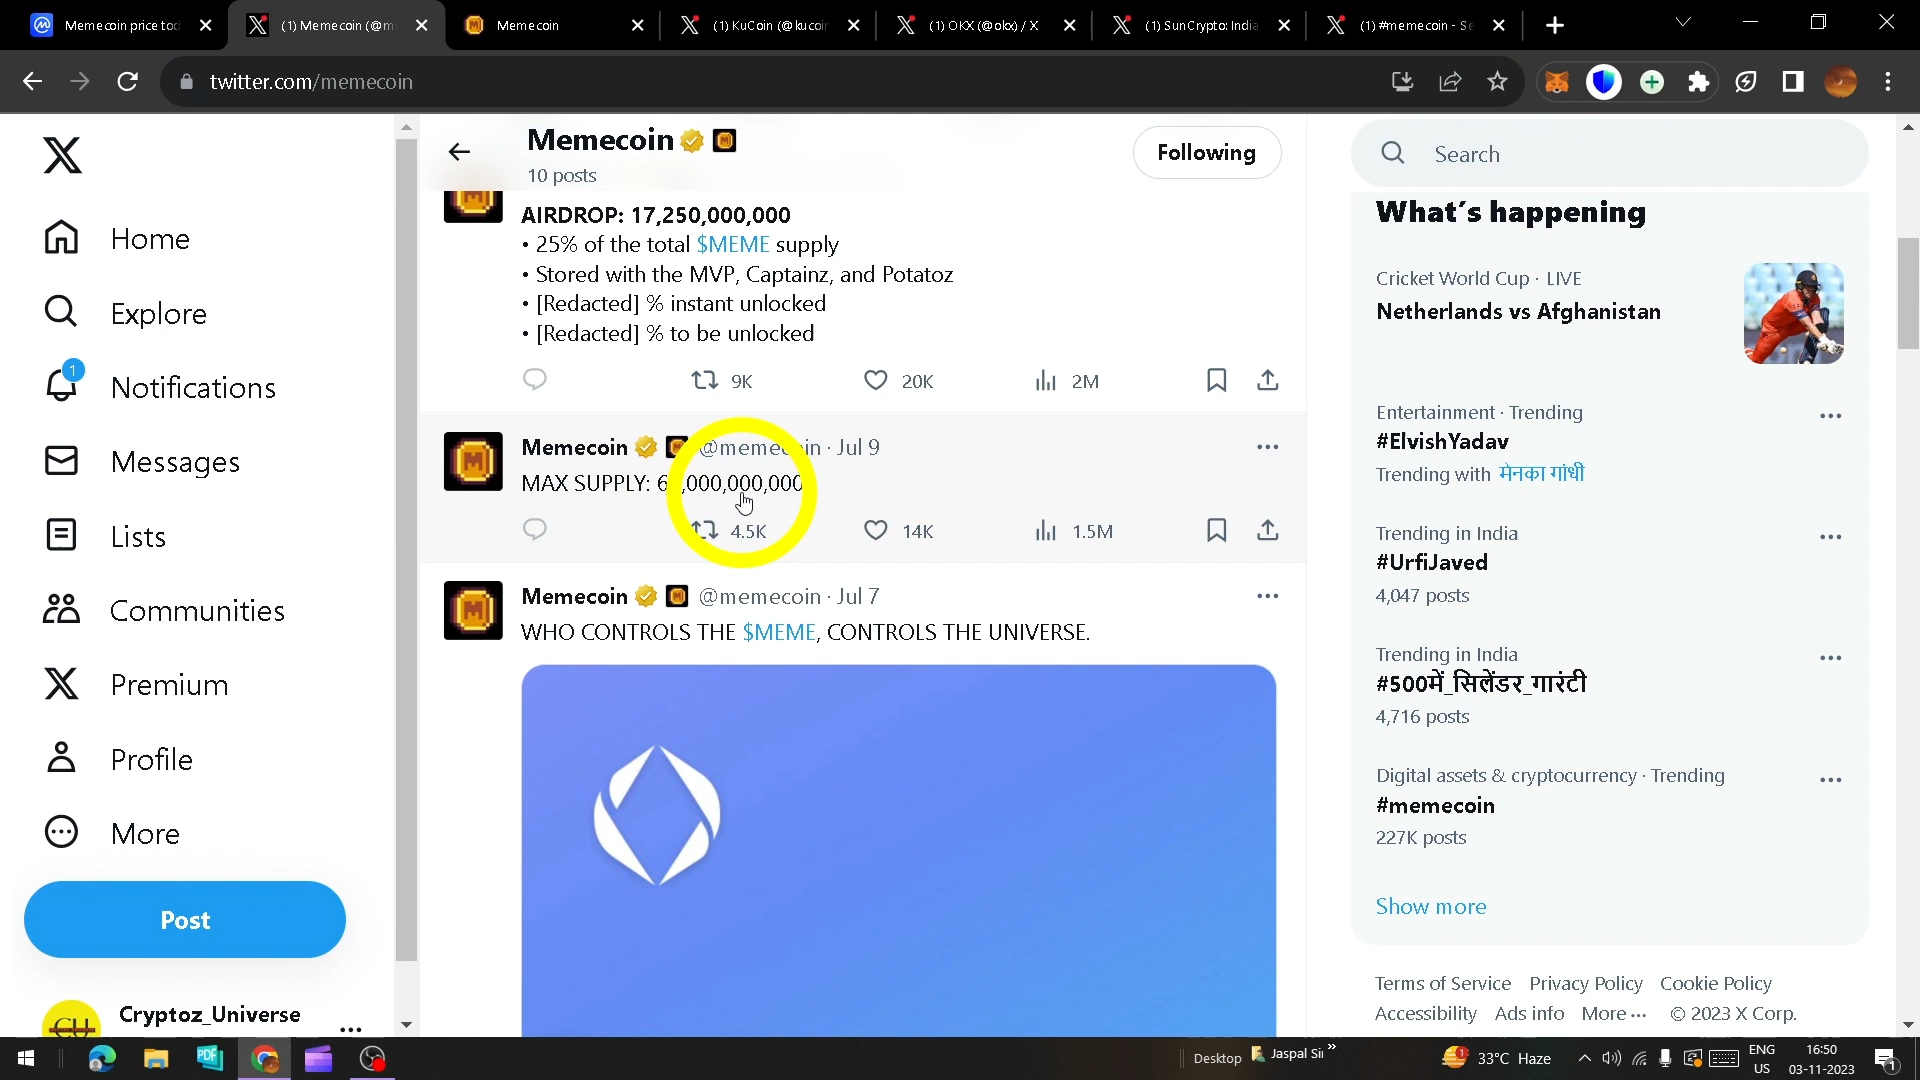 Memecoin price tod
(1) Memecoin (@m
Memecoin
(1) KuCoin (@kucoin
(1) OKX (@okx) / X
(1) SunCrypto: India
(1) #memecoin - Se
twitter.com/memecoin
Home
Explore
1
Notifications
Messages
Lists
Communities
Premium
Profile
More
Post
Cryptoz_Universe
Memecoin
10 posts
Following
AIRDROP: 17,250,000,000
• 25% of the total $MEME supply
• Stored with the MVP, Captainz, and Potatoz
• [Redacted] % instant unlocked
• [Redacted] % to be unlocked
9K 20K 2M
Memecoin @memecoin · Jul 9
MAX SUPPLY:
4.5K 14K 1.5M
Memecoin @memecoin · Jul 7
WHO CONTROLS THE $MEME, CONTROLS THE UNIVERSE.
Search
What's happening
Cricket World Cup · LIVE
Netherlands vs Afghanistan
Entertainment · Trending
#ElvishYadav
Trending with मेनका गांधी
Trending in India
#UrfiJaved
4,047 posts
Trending in India
#500में_सिलेंडर_गारंटी
4,716 posts
Digital assets & cryptocurrency · Trending
#memecoin
227K posts
Show more
Terms of Service Privacy Policy Cookie Policy
Accessibility Ads info More ··· © 2023 X Corp.
Desktop
Jaspal Sir
33°C Haze
ENG
US
16:50
03-11-2023
1